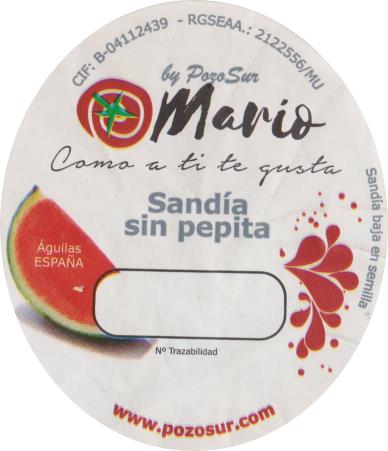 CIF: B-04112439 - RGSEAA.: 2122556/MU
by PozoSur
Mario
Como a ti te gusta
Sandía
sin pepita
Sandía baja en semilla
Águilas
ESPAÑA
Nº Trazabilidad
www.pozosur.com